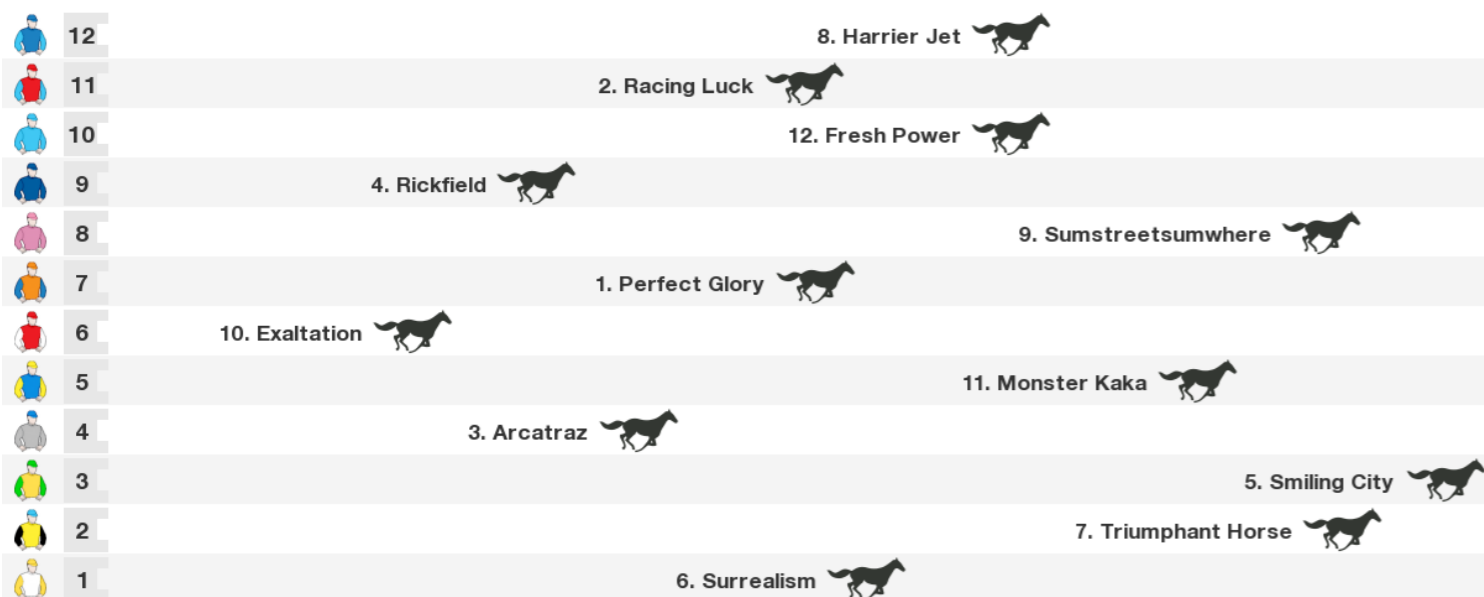 12 8. Harrier Jet
11 2. Racing Luck
10 12. Fresh Power
9 4. Rickfield
8 9. Sumstreetsumwhere
7 1. Perfect Glory
6 10. Exaltation
5 11. Monster Kaka
4 3. Arcatraz
3 5. Smiling City
2 7. Triumphant Horse
1 6. Surrealism